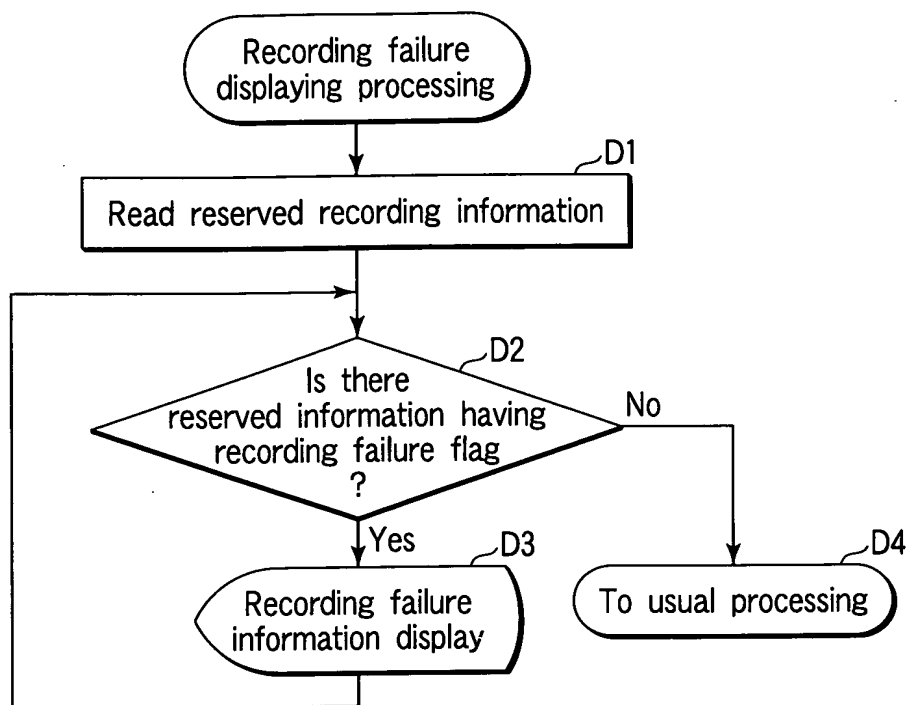 Recording failure
displaying processing
D1
Read reserved recording information
D2
Is there
reserved information having
recording failure flag
?
No
Yes
D3
Recording failure
information display
D4
To usual processing